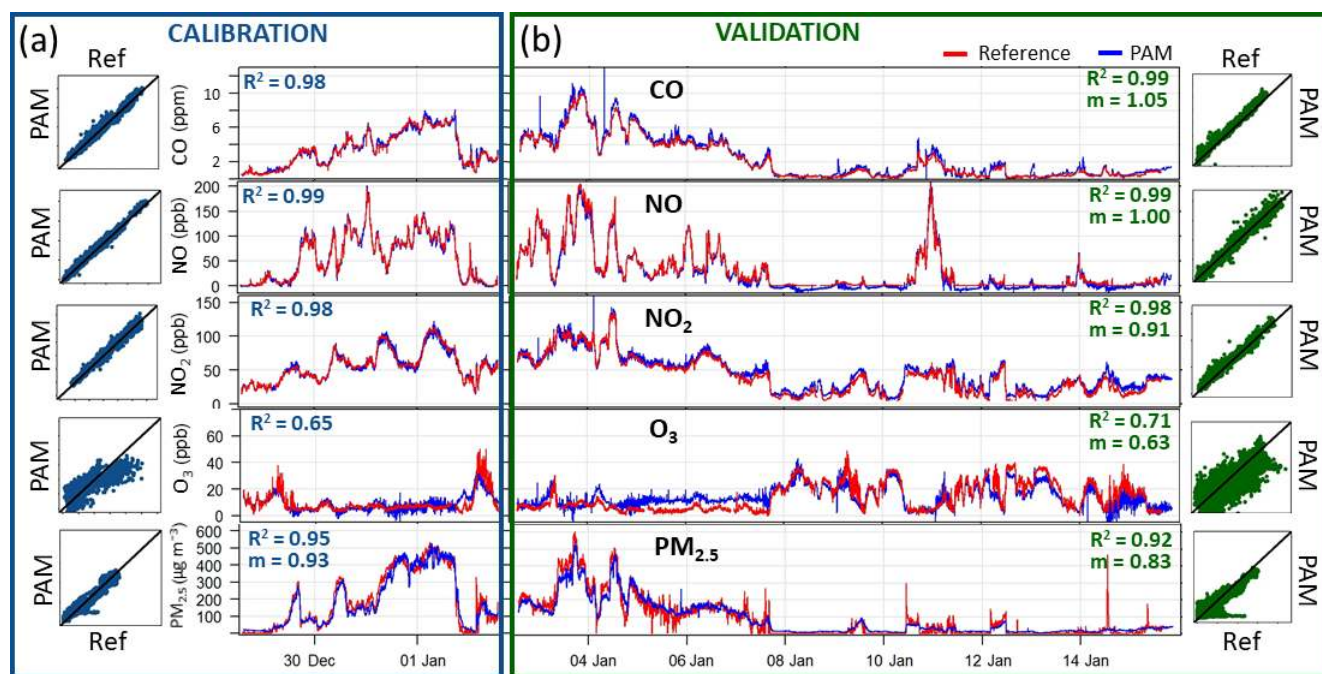 (a) CALIBRATION
(b) VALIDATION
Reference PAM
Ref
Ref
PAM
CO (ppm)
10
6
2
R² = 0.98
CO
R² = 0.99
m = 1.05
PAM
PAM
NO (ppb)
200
150
100
50
0
R² = 0.99
NO
R² = 0.99
m = 1.00
PAM
PAM
NO₂ (ppb)
150
100
50
0
R² = 0.98
NO₂
R² = 0.98
m = 0.91
PAM
PAM
O₃ (ppb)
60
40
20
0
R² = 0.65
O₃
R² = 0.71
m = 0.63
PAM
PAM
PM₂.₅ (µg m⁻³)
600
500
400
300
200
100
R² = 0.95
m = 0.93
PM₂.₅
R² = 0.92
m = 0.83
PAM
Ref
Ref
30 Dec 01 Jan
04 Jan 06 Jan 08 Jan 10 Jan 12 Jan 14 Jan